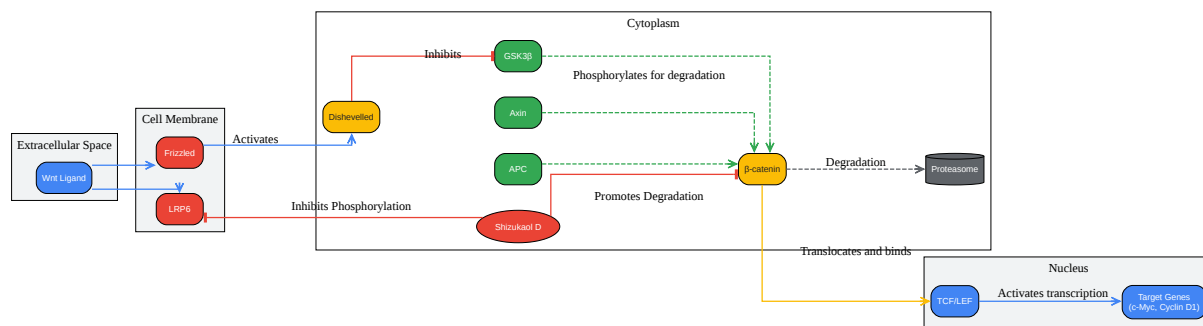 Cytoplasm
Inhibits
GSK3β
Phosphorylates for degradation
Cell Membrane
Dishevelled
Axin
Extracellular Space
Activates
Frizzled
Wnt Ligand
APC
β-catenin
Degradation
Proteasome
LRP6
Inhibits Phosphorylation
Promotes Degradation
Shizukaol D
Translocates and binds
Nucleus
TCF/LEF
Activates transcription
Target Genes
(c-Myc, Cyclin D1)